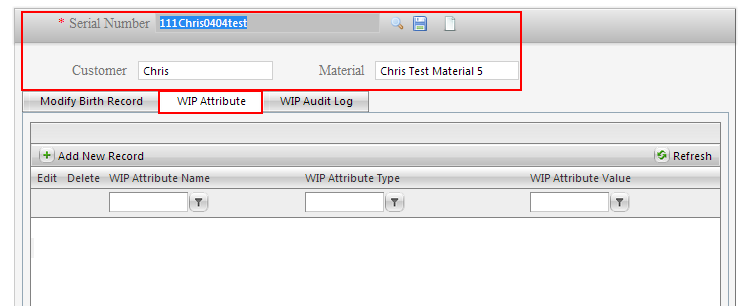 * Serial Number 111Chris0404test
Customer Chris Material Chris Test Material 5
Modify Birth Record WIP Attribute WIP Audit Log
Add New Record Refresh
Edit Delete WIP Attribute Name WIP Attribute Type WIP Attribute Value